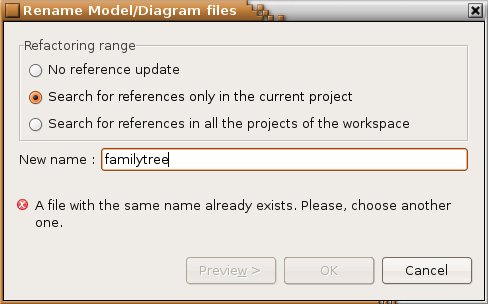 Rename Model/Diagram files
Refactoring range
No reference update
Search for references only in the current project
Search for references in all the projects of the workspace
New name : familytree
A file with the same name already exists. Please, choose another
one.
Preview > OK Cancel